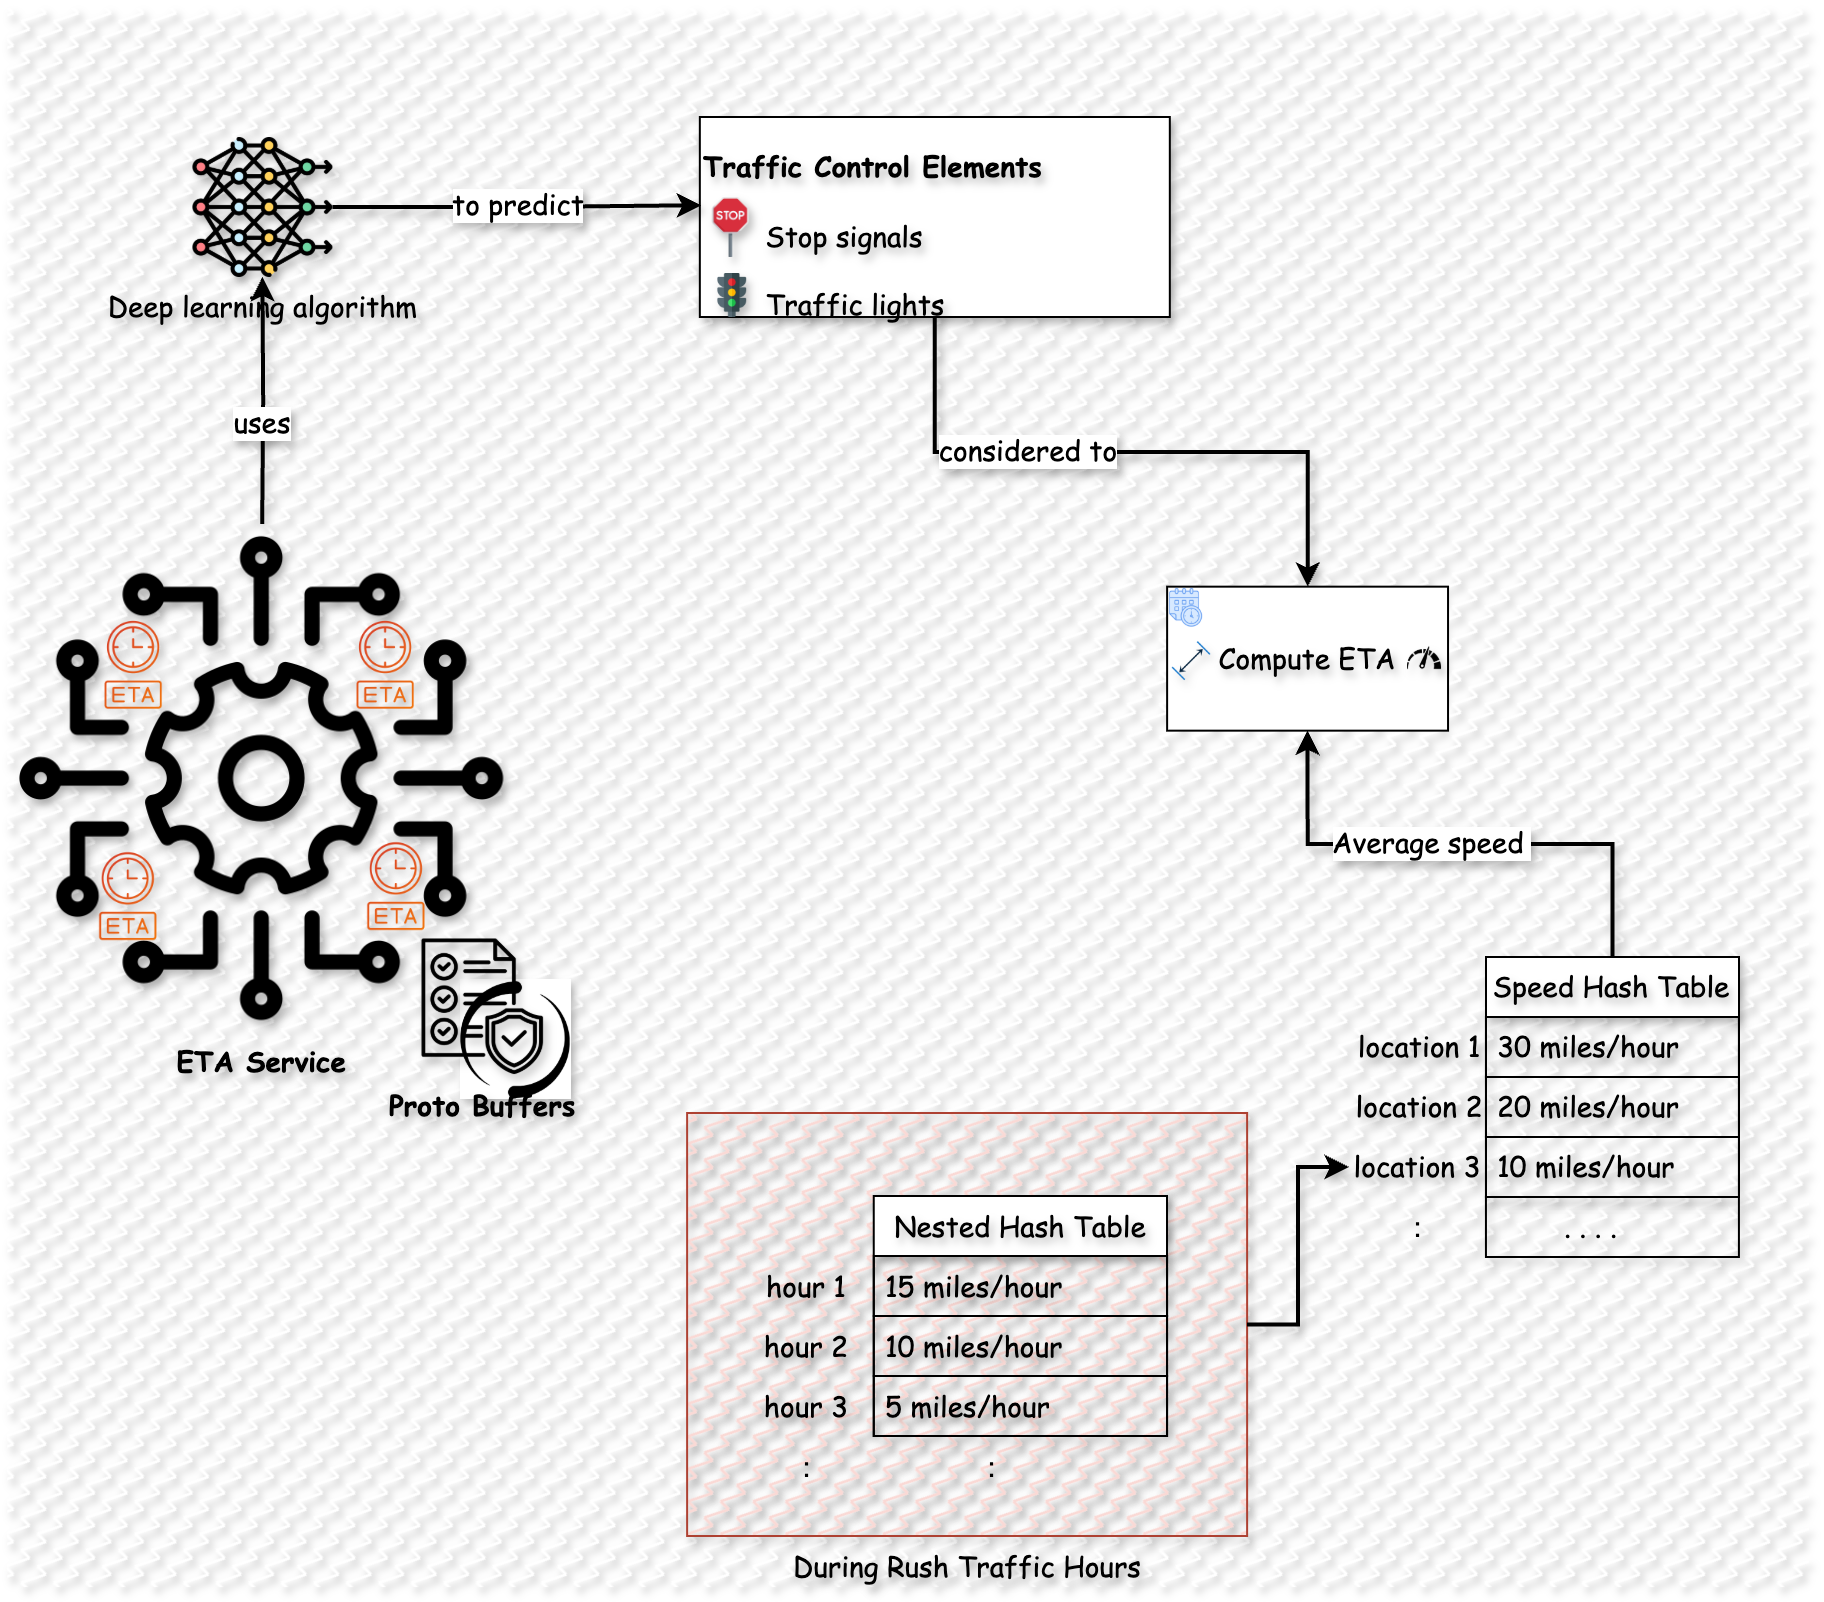 Traffic Control Elements
STOP
Stop signals
Traffic lights
to predict
Deep learning algorithm
uses
considered to
Compute ETA
ETA
ETA
ETA
ETA
ETA Service
Proto Buffers
Average speed
Speed Hash Table
location 1 30 miles/hour
location 2 20 miles/hour
location 3 10 miles/hour
: . . . .
Nested Hash Table
hour 1 15 miles/hour
hour 2 10 miles/hour
hour 3 5 miles/hour
: :
During Rush Traffic Hours